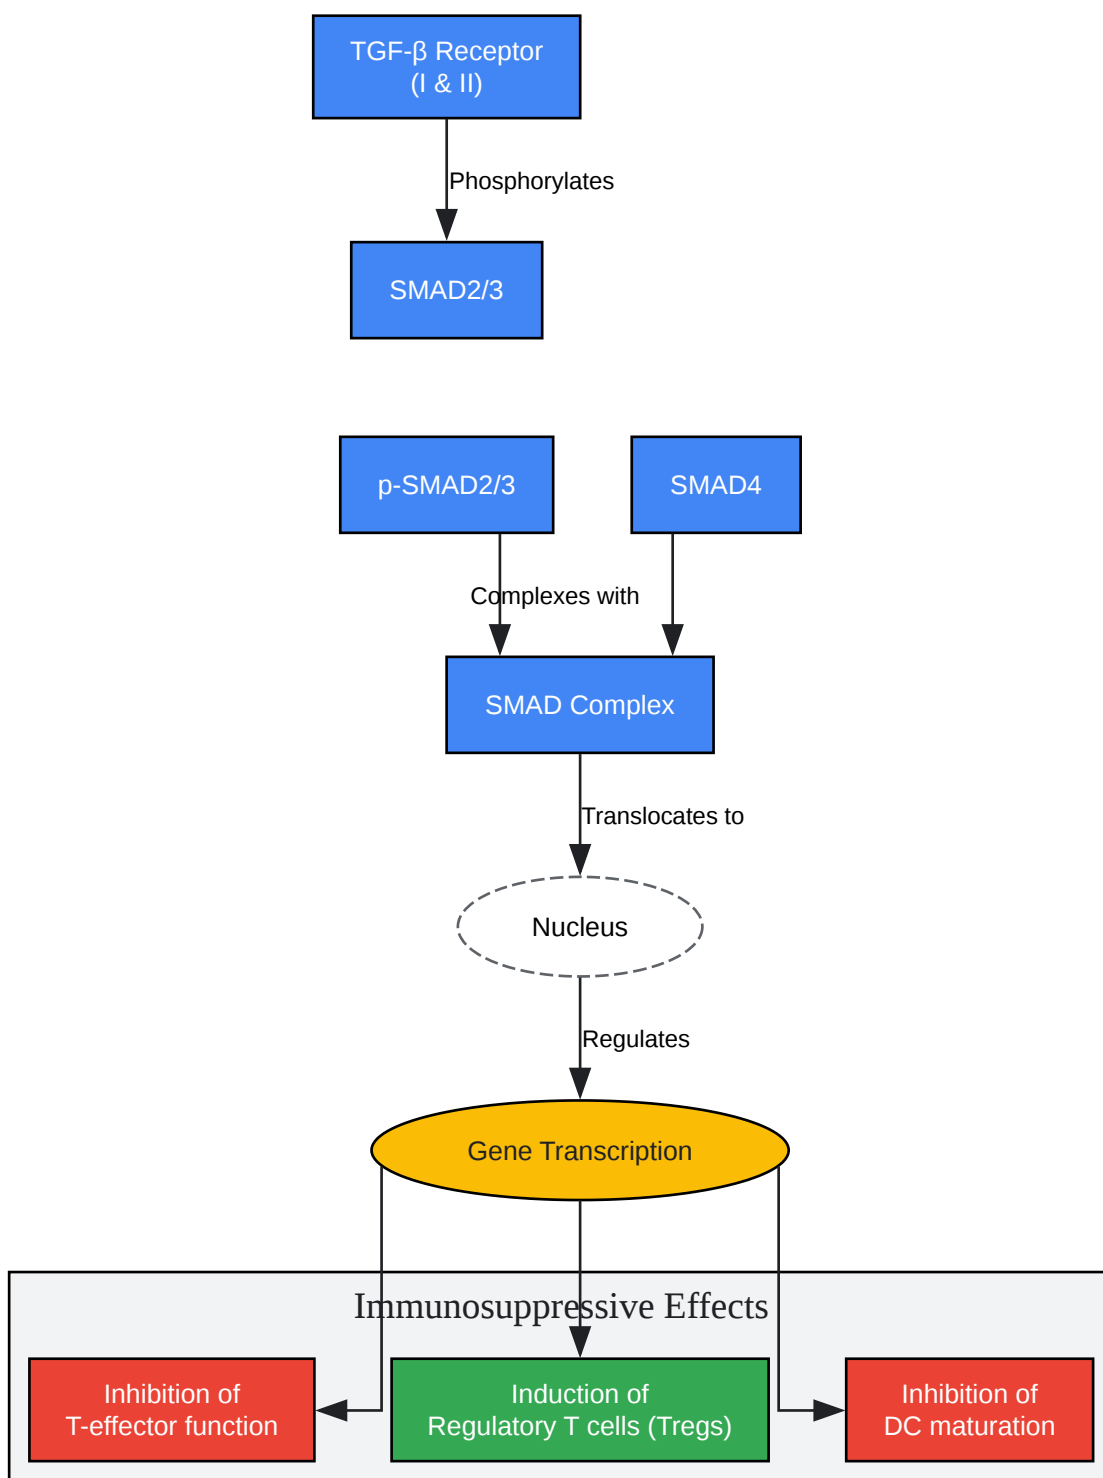 TGF-β Receptor
(I & II)
Phosphorylates
SMAD2/3
p-SMAD2/3
SMAD4
Complexes with
SMAD Complex
Translocates to
Nucleus
Regulates
Gene Transcription
Immunosuppressive Effects
Inhibition of
T-effector function
Induction of
Regulatory T cells (Tregs)
Inhibition of
DC maturation